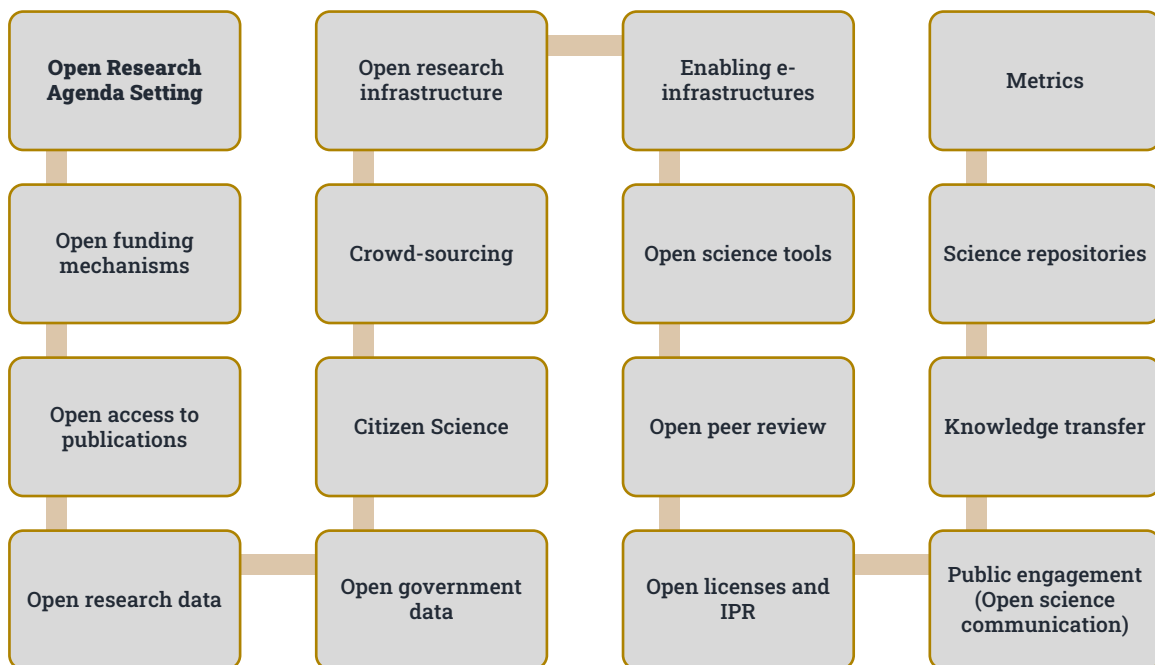 Open Research
Agenda Setting
Open funding
mechanisms
Open access to
publications
Open research data
Open government
data
Citizen Science
Crowd-sourcing
Open research
infrastructure
Enabling e-
infrastructures
Open science tools
Open peer review
Open licenses and
IPR
Public engagement
(Open science
communication)
Knowledge transfer
Science repositories
Metrics